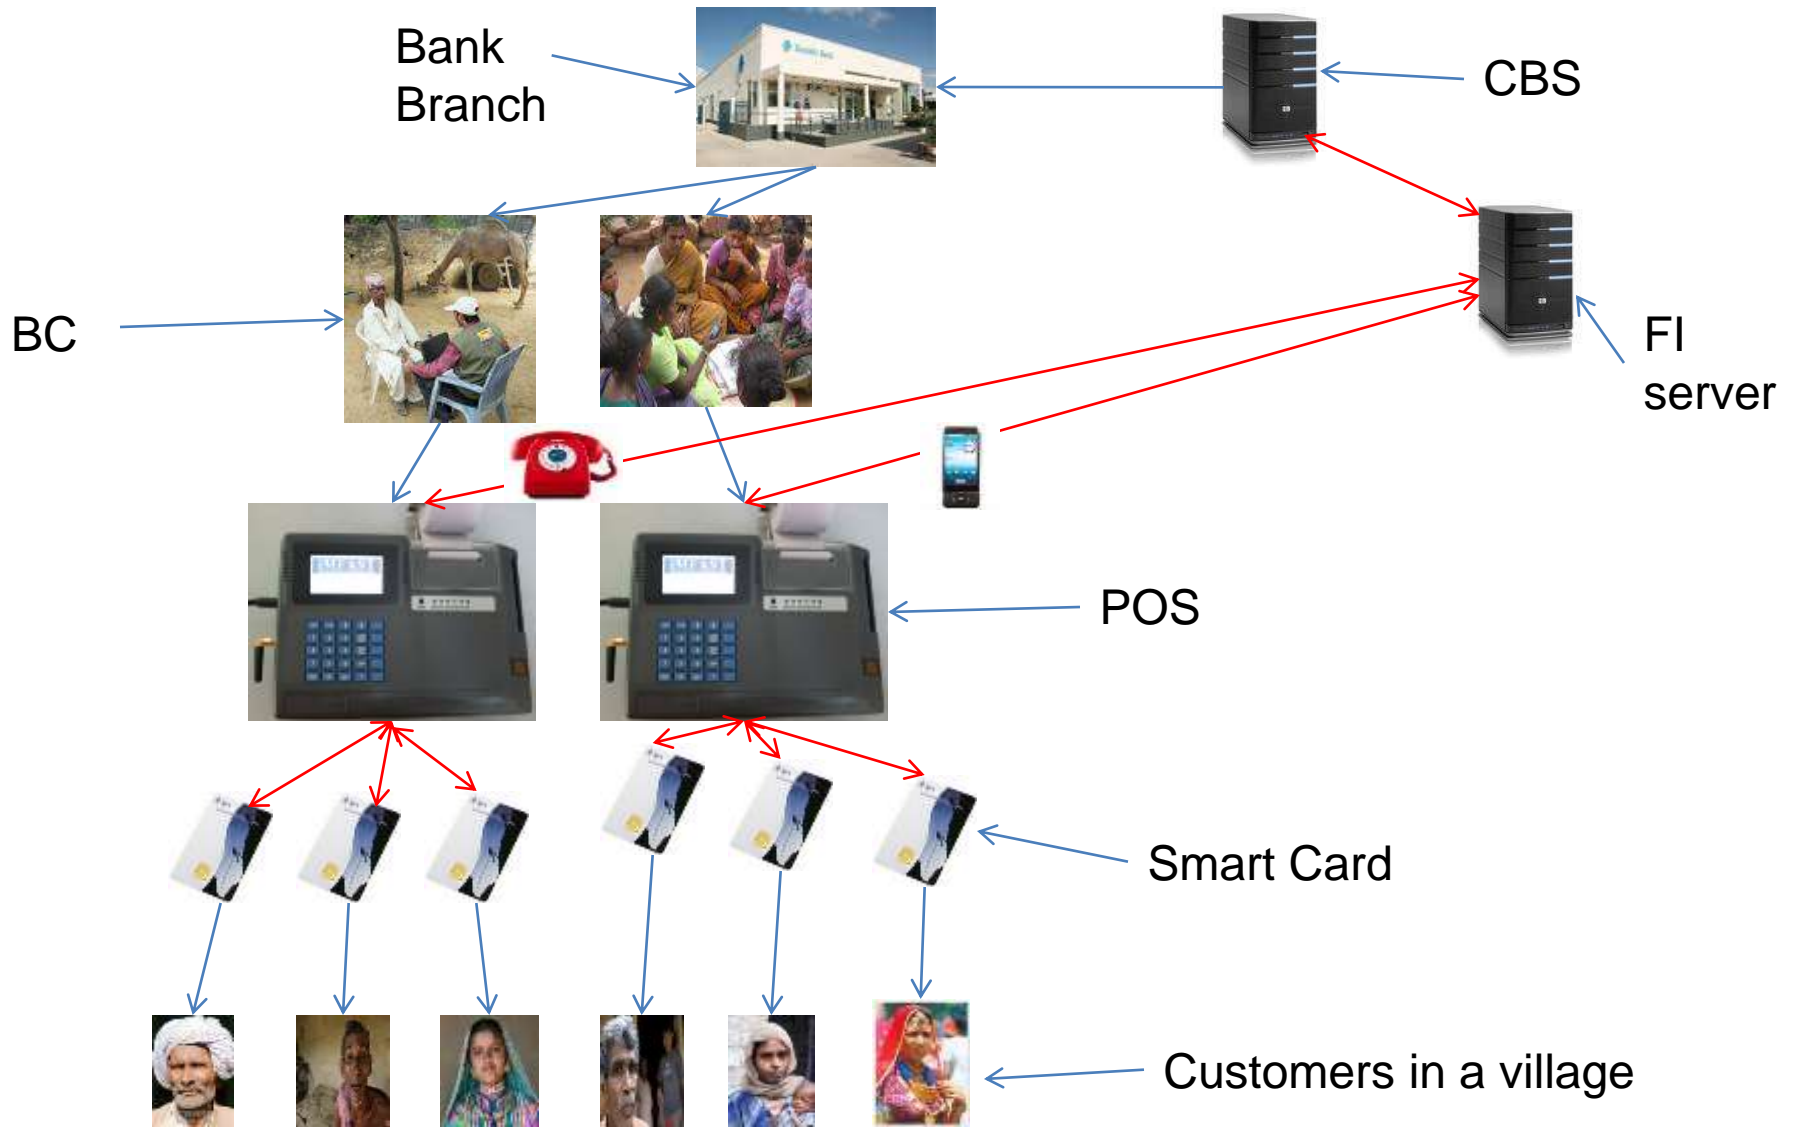 Bank
Branch
CBS
BC
FI
server
POS
Smart Card
Customers in a village